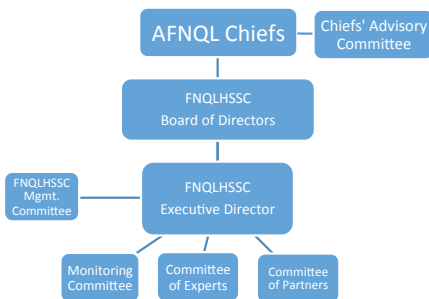 AFNQL Chiefs
Chiefs' Advisory
Committee
FNQLHSSC
Board of Directors
FNQLHSSC
Mgmt.
Committee
FNQLHSSC
Executive Director
Monitoring
Committee
Committee
of Experts
Committee
of Partners